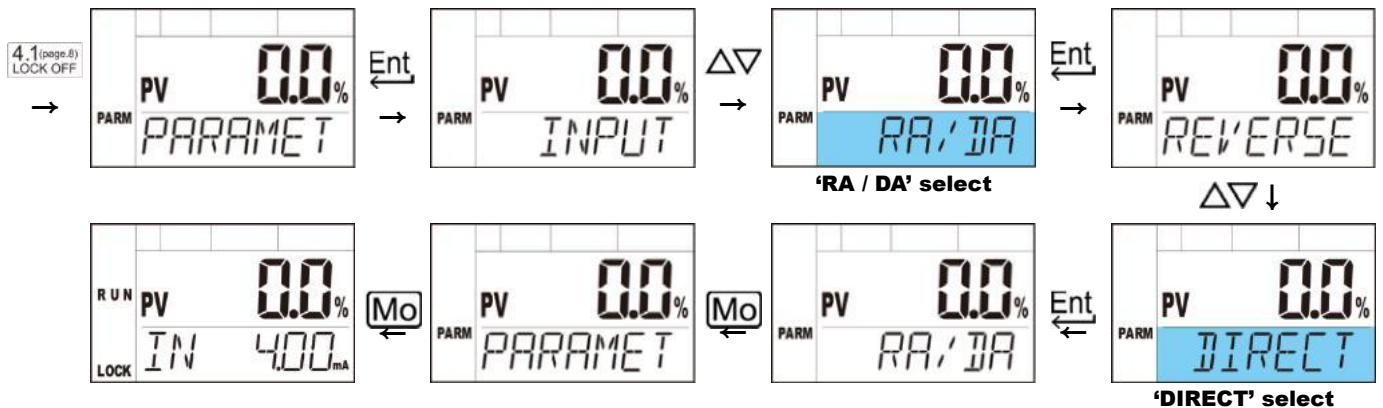 4.1(page.8)
LOCK OFF
→
PARM PV 0.0%
PARAMET
Ent
→
PARM PV 0.0%
INPUT
△▽
→
PARM PV 0.0%
RA/DA
'RA / DA' select
Ent
→
PARM PV 0.0%
REVERSE
△▽↓
PARM PV 0.0%
DIRECT
'DIRECT' select
Ent
←
PARM PV 0.0%
RA/DA
Mo
←
PARM PV 0.0%
PARAMET
Mo
←
RUN PV 0.0%
LOCK IN 4.00mA